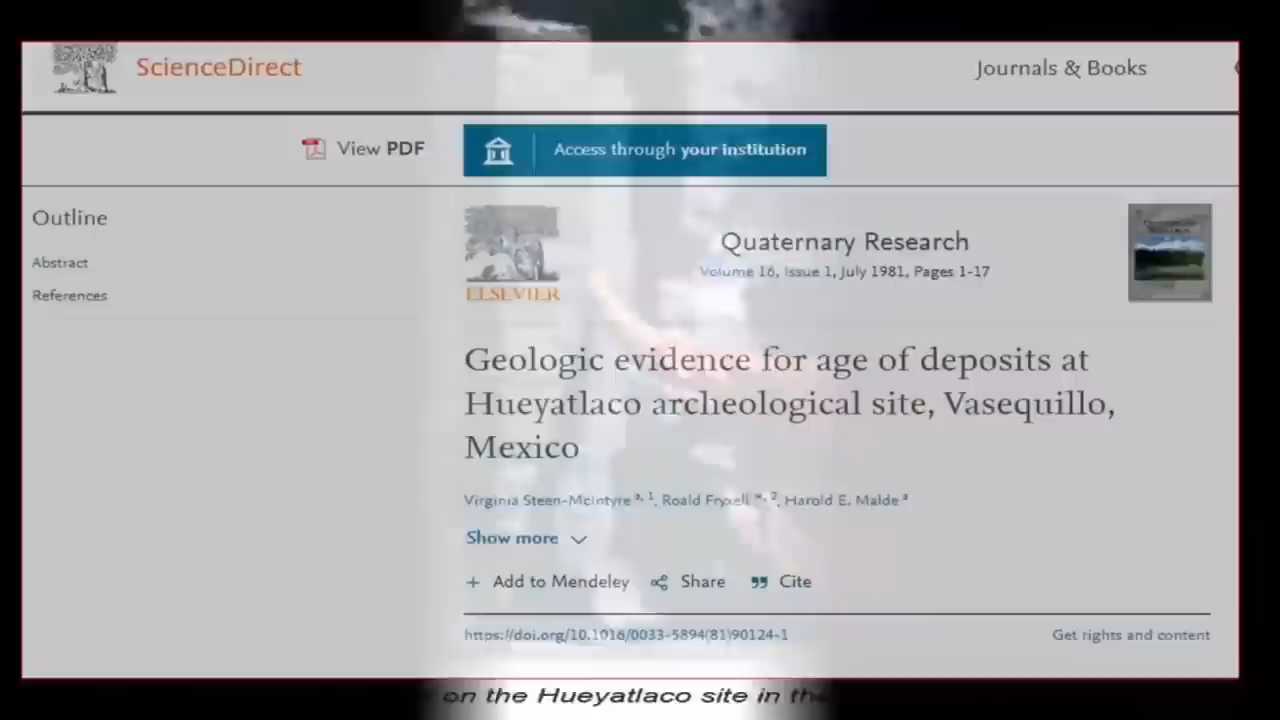 ScienceDirect
Journals & Books
View PDF
Access through your institution
Outline
Abstract
References
ELSEVIER
Quaternary Research
Volume 16, Issue 1, July 1981, Pages 1-17
Geologic evidence for age of deposits at
Hueyatlaco archeological site, Vasequillo,
Mexico
Virginia Steen-McIntyre a, 1, Roald Fryxell *, 2, Harold E. Malde a
Show more
+ Add to Mendeley Share Cite
https://doi.org/10.1016/0033-5894(81)90124-1
Get rights and content
on the Hueyatlaco site in the